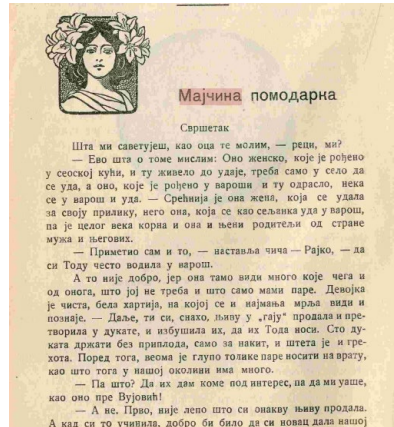 Мајчина помодарка
Свршетак
Шта ми саветујеш, као оца те молим, — реци, ми?
— Ево шта о томе мислим: Оно женско, које је рођено
у сеоској кући, и ту живело до удаје, треба само у село да
се уда, а оно, које је рођено у вароши и ту одрасло, нека
се у варош и уда. — Срећнија је она жена, која се удала
за своју прилику, него она, која се као сељанка уда у варош,
па је целог века корна и она и њени родитељи од стране
мужа и његових.
— Приметио сам и то, — наставља чича — Рајко, — да
си Тоду често водила у варош.
А то није добро, јер она тамо види много које чега и
од онога, што јој не треба и што само мами паре. Девојка
је чиста, бела хартија, на којој се и најмања мрља види и
познаје. — Даље, ти си, снахо, њиву у „гају“ продала и пре-
творила у дукате, и избушила их, да их Тода носи. Сто ду-
ката држати без приплода, само за накит, и штета је и гре-
хота. Поред тога, веома је глупо толике паре носити на врату,
као што тога у нашој околини има много.
— Па што? Да их дам коме под интерес, па да ми уаше,
као оно пре Вујовић!
— А не. Прво, није лепо што си онакву њиву продала.
А кад си то учинила, добро би било да си новац дала нашој